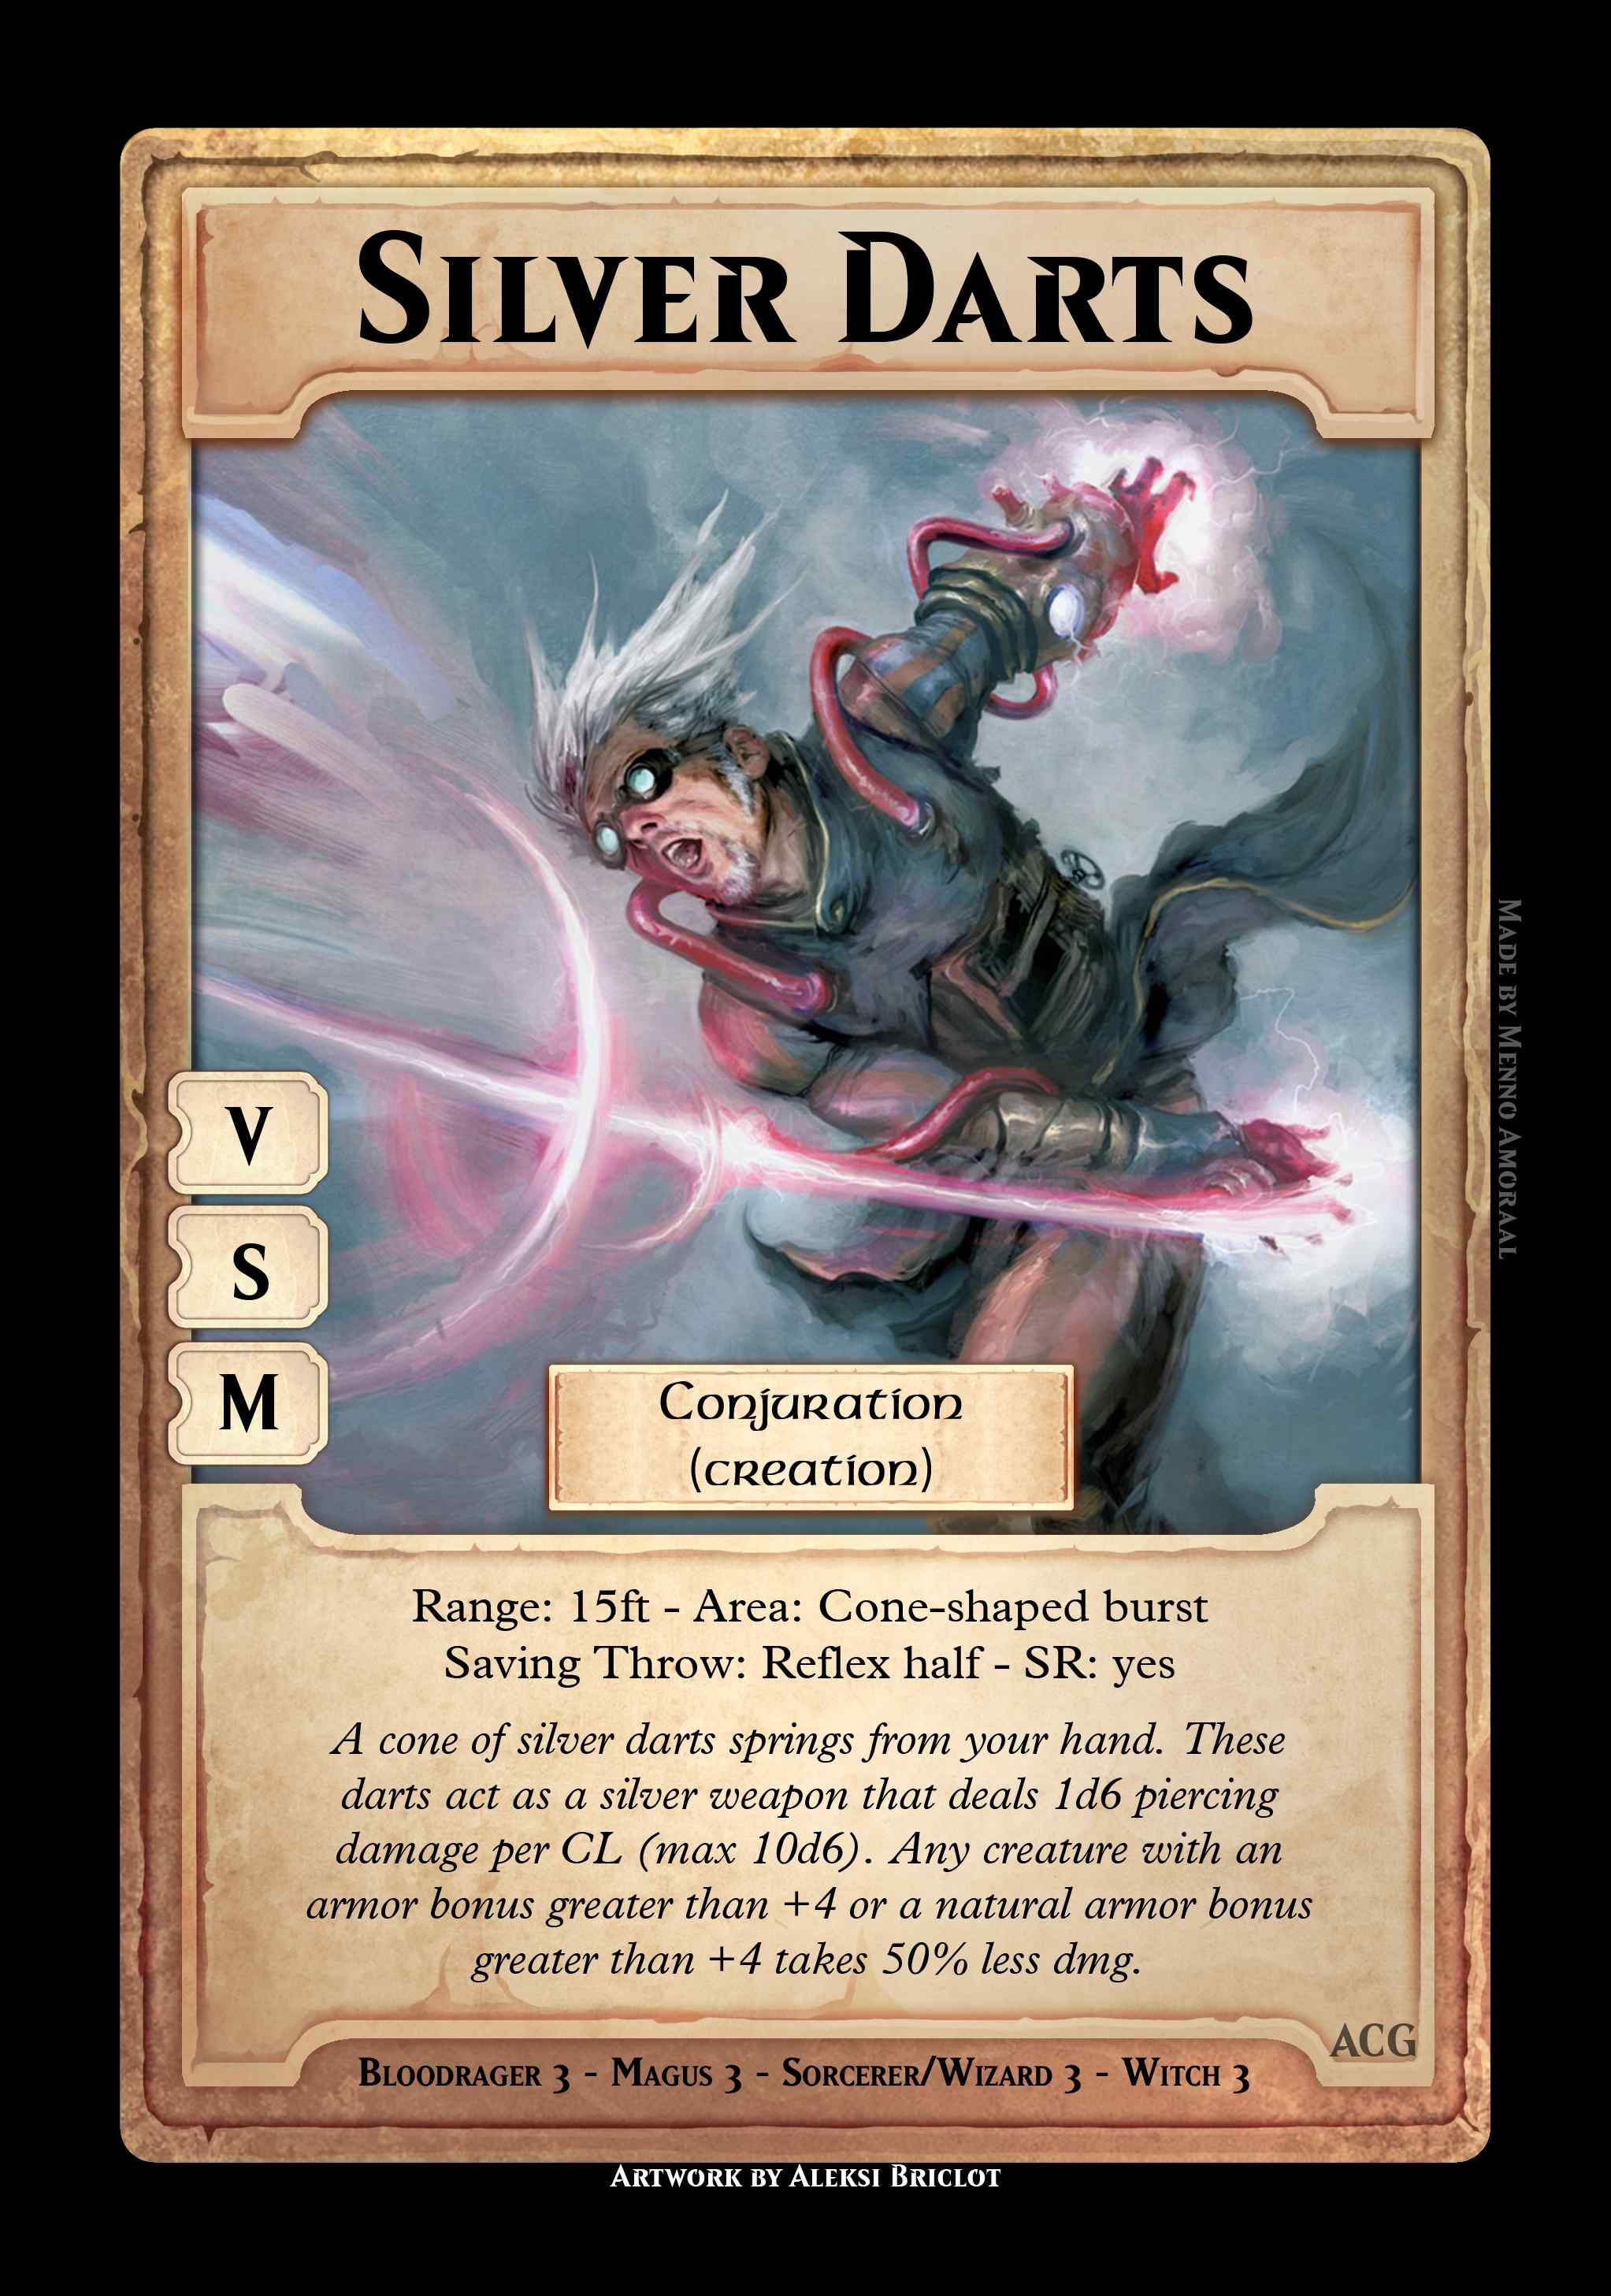 Silver Darts
V
S
M
Conjuration
(creation)
Range: 15ft - Area: Cone-shaped burst
Saving Throw: Reflex half - SR: yes
A cone of silver darts springs from your hand. These
darts act as a silver weapon that deals 1d6 piercing
damage per CL (max 10d6). Any creature with an
armor bonus greater than +4 or a natural armor bonus
greater than +4 takes 50% less dmg.
ACG
Bloodrager 3 - Magus 3 - Sorcerer/Wizard 3 - Witch 3
Artwork by Aleksi Briclot
Made by Menno Amoraal